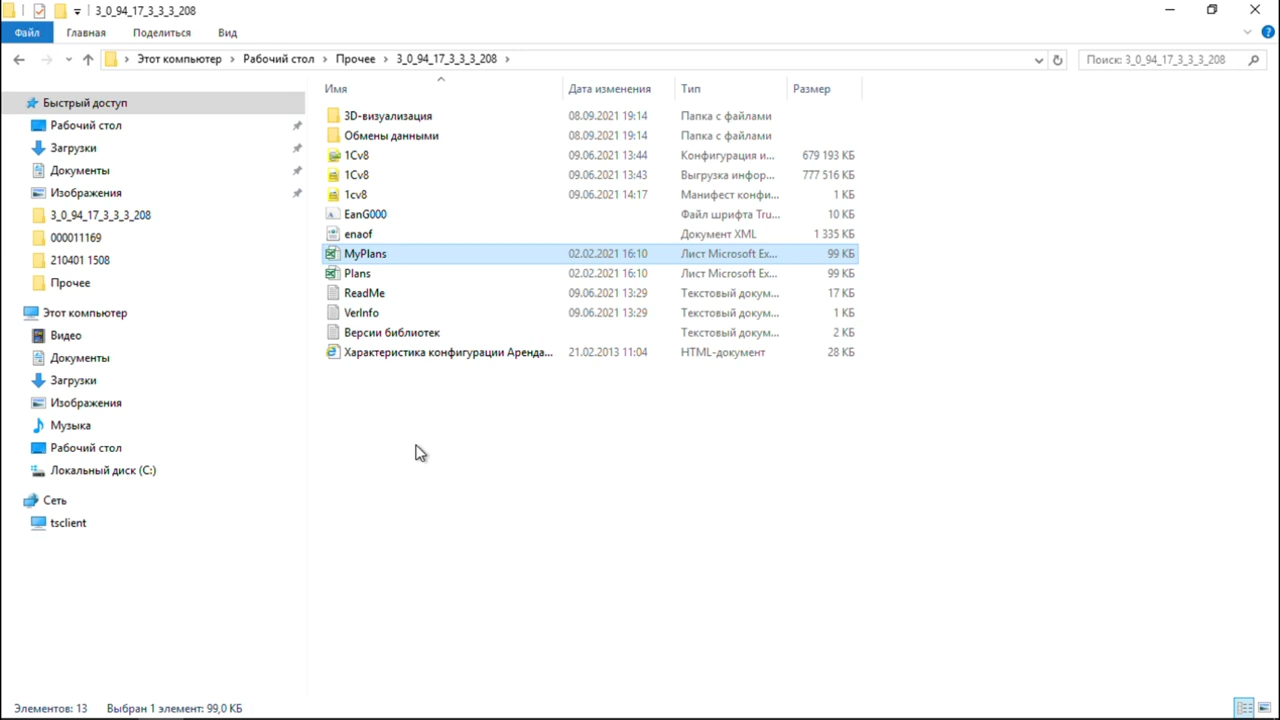 3_0_94_17_3_3_3_208
Файл Главная Поделиться Вид
Этот компьютер Рабочий стол Прочее 3_0_94_17_3_3_3_208
Поиск: 3_0_94_17_3_3_3_208
Быстрый доступ
Рабочий стол
Загрузки
Документы
Изображения
3_0_94_17_3_3_3_208
000011169
210401 1508
Прочее
Этот компьютер
Видео
Документы
Загрузки
Изображения
Музыка
Рабочий стол
Локальный диск (C:)
Сеть
tsclient
Имя Дата изменения Тип Размер
3D-визуализация 08.09.2021 19:14 Папка с файлами
Обмены данными 08.09.2021 19:14 Папка с файлами
1Cv8 09.06.2021 13:44 Конфигурация и... 679 193 КБ
1Cv8 09.06.2021 13:43 Выгрузка инфор... 777 516 КБ
1cv8 09.06.2021 14:17 Манифест конфи... 1 КБ
EanG000 Файл шрифта Tru... 10 КБ
enaof Документ XML 1 335 КБ
MyPlans 02.02.2021 16:10 Лист Microsoft Ex... 99 КБ
Plans 02.02.2021 16:10 Лист Microsoft Ex... 99 КБ
ReadMe 09.06.2021 13:29 Текстовый докум... 17 КБ
VerInfo 09.06.2021 13:29 Текстовый докум... 1 КБ
Версии библиотек Текстовый докум... 2 КБ
Характеристика конфигурации Аренда... 21.02.2013 11:04 HTML-документ 28 КБ
Элементов: 13 Выбран 1 элемент: 99,0 КБ